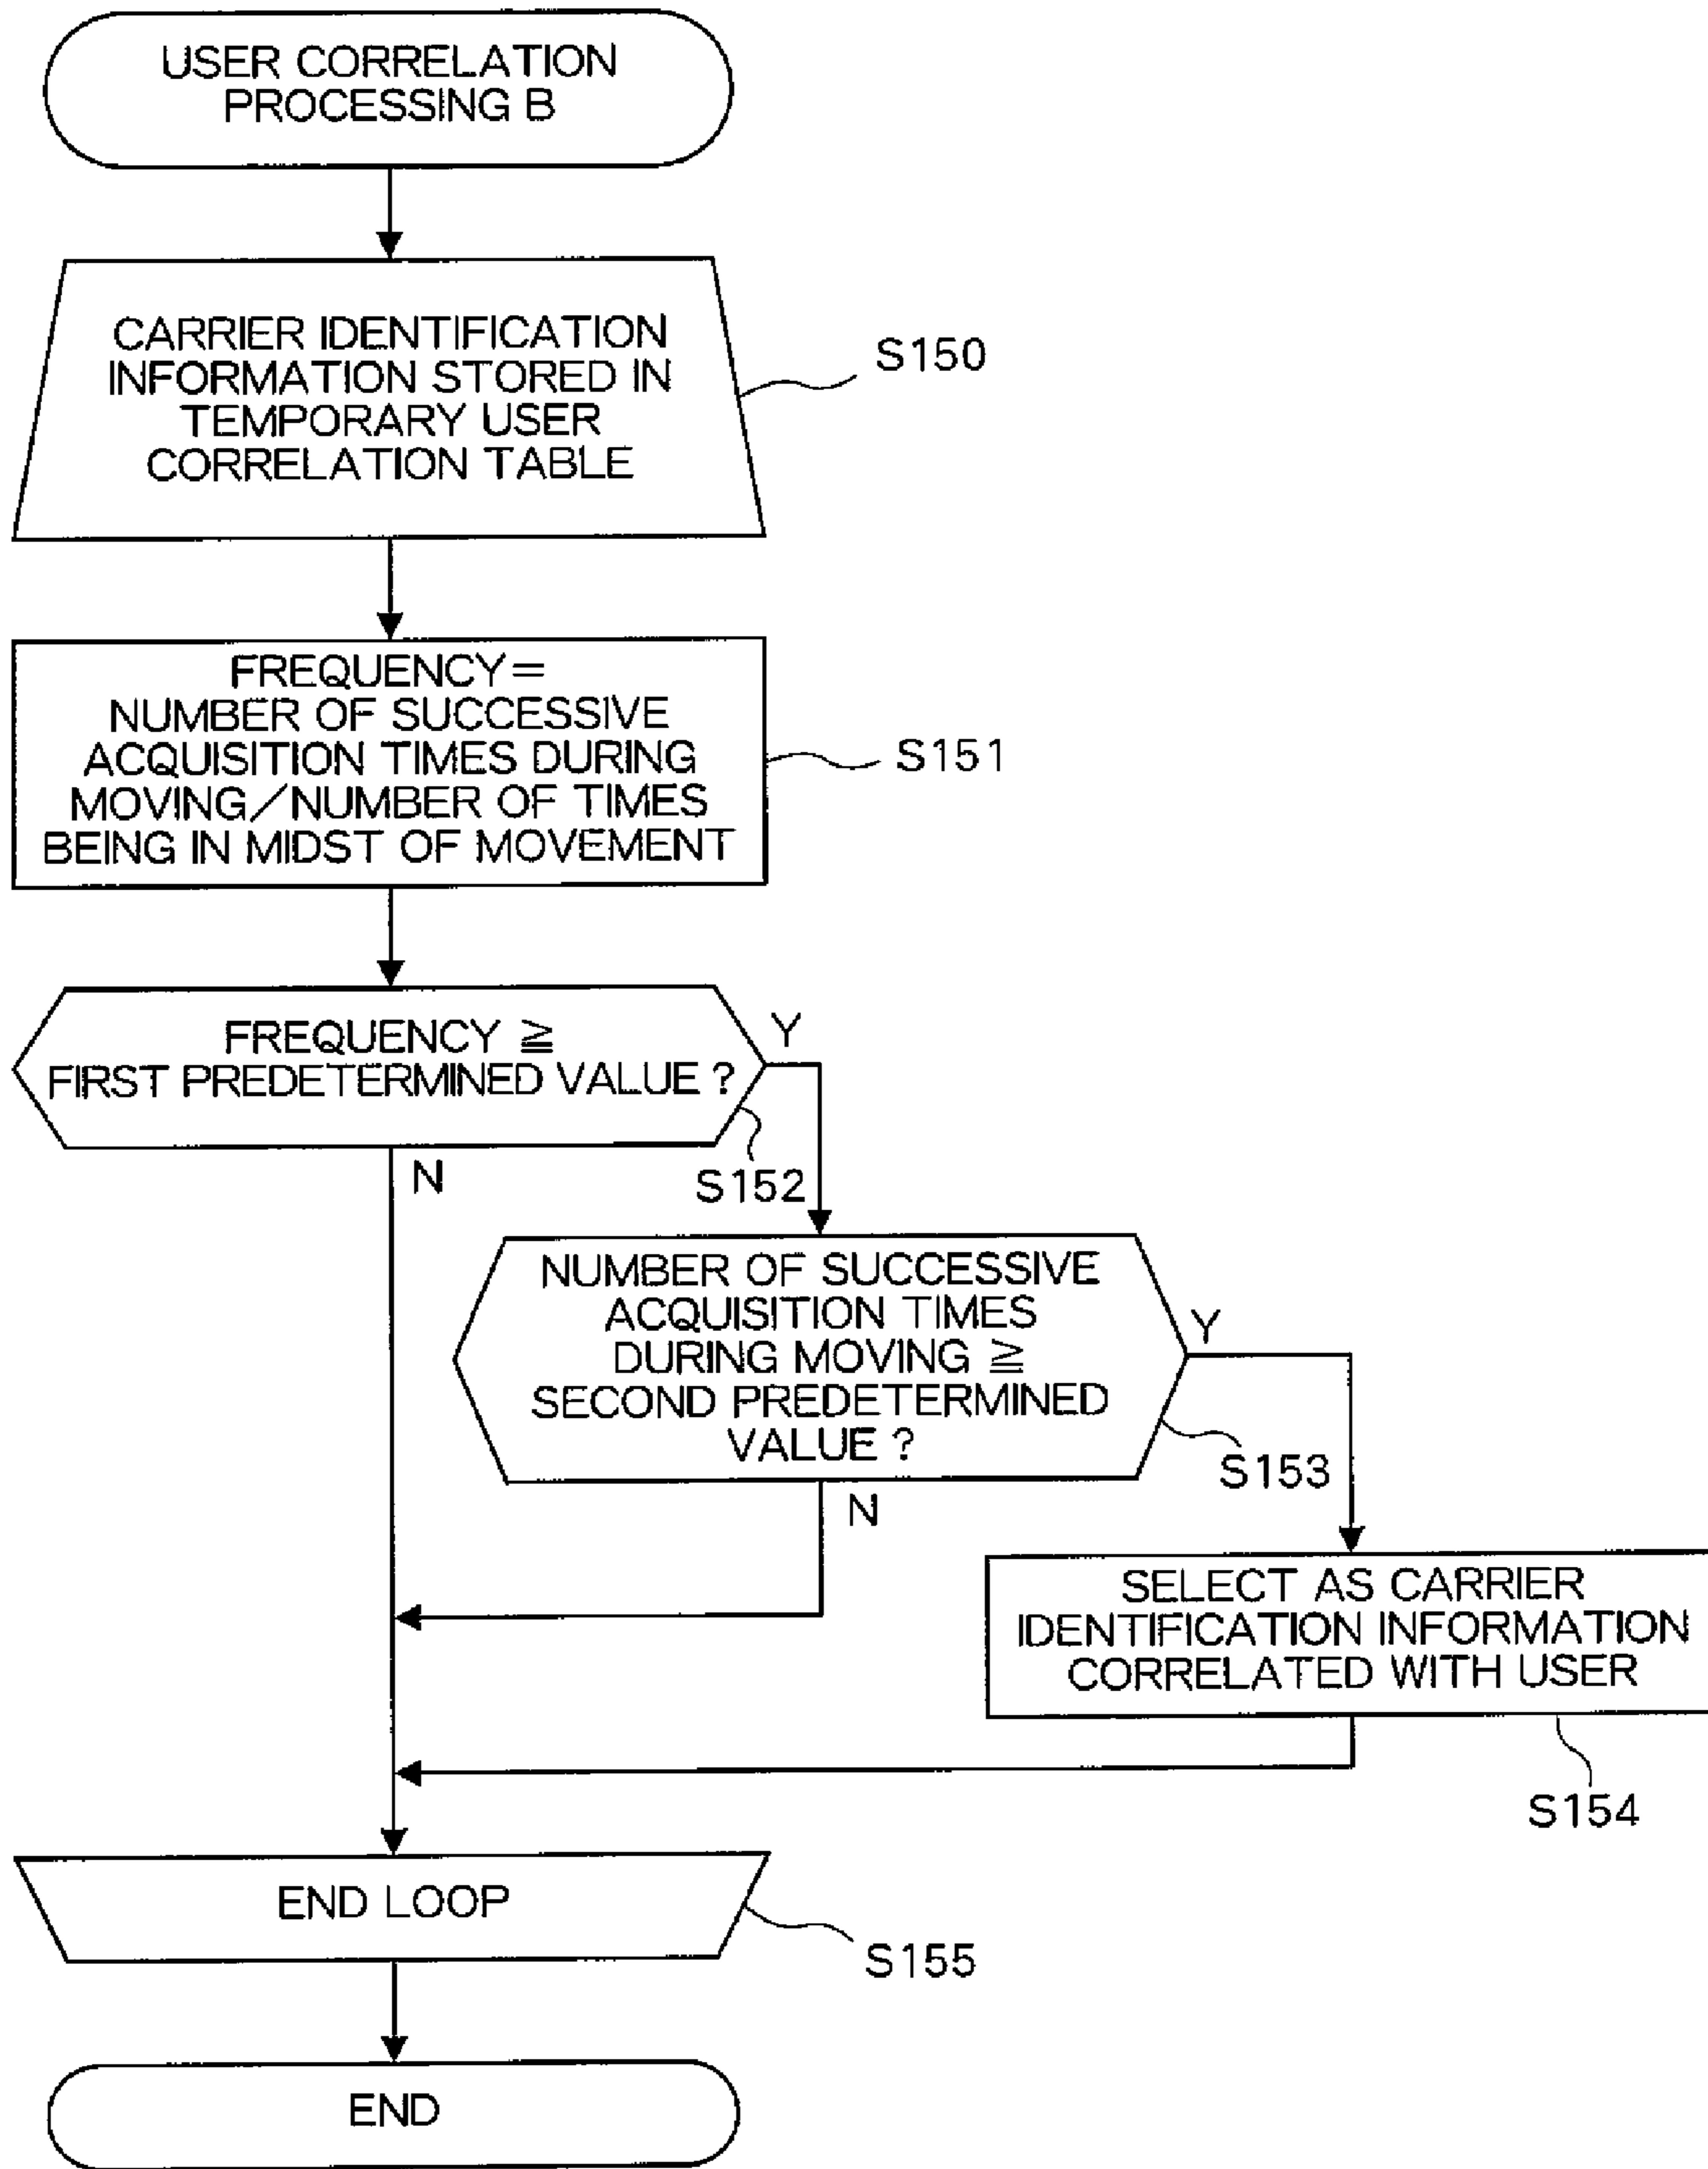 USER CORRELATION
PROCESSING B
CARRIER IDENTIFICATION
INFORMATION STORED IN
TEMPORARY USER
CORRELATION TABLE
S150
FREQUENCY=
NUMBER OF SUCCESSIVE
ACQUISITION TIMES DURING
MOVING/NUMBER OF TIMES
BEING IN MIDST OF MOVEMENT
S151
FREQUENCY ≧
FIRST PREDETERMINED VALUE ?
Y
N
S152
NUMBER OF SUCCESSIVE
ACQUISITION TIMES
DURING MOVING ≧
SECOND PREDETERMINED
VALUE ?
Y
N
S153
SELECT AS CARRIER
IDENTIFICATION INFORMATION
CORRELATED WITH USER
S154
END LOOP
S155
END